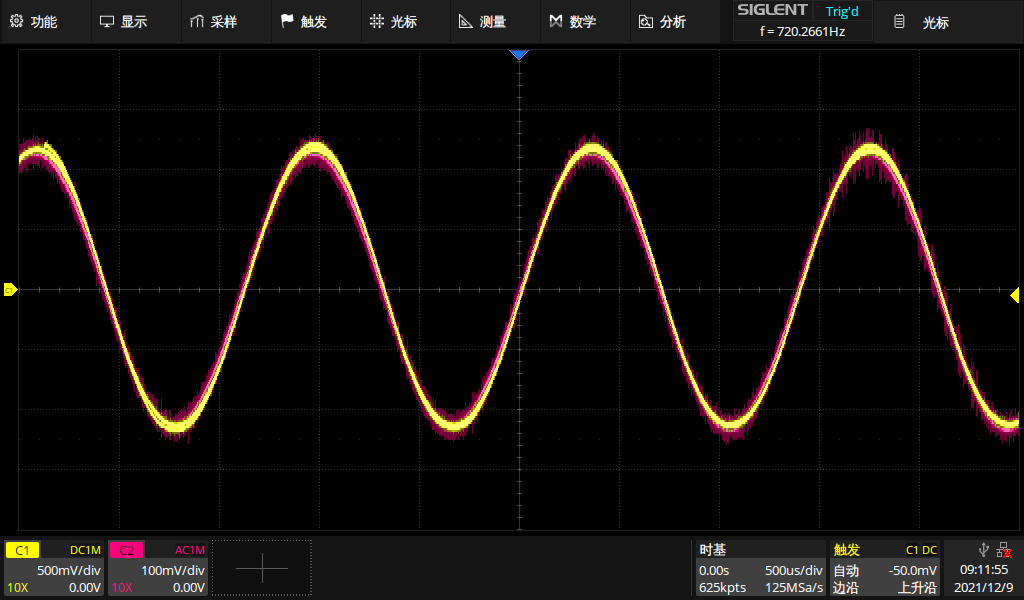 功能 显示 采样 触发 光标 测量 数学 分析 SIGLENT Trig'd 光标
f = 720.2661Hz
C1
C1 DC1M C2 AC1M 时基 触发 C1 DC
500mV/div 100mV/div 0.00s 500us/div 自动 -50.0mV 09:11:55
10X 0.00V 10X 0.00V 625kpts 125MSa/s 边沿 上升沿 2021/12/9